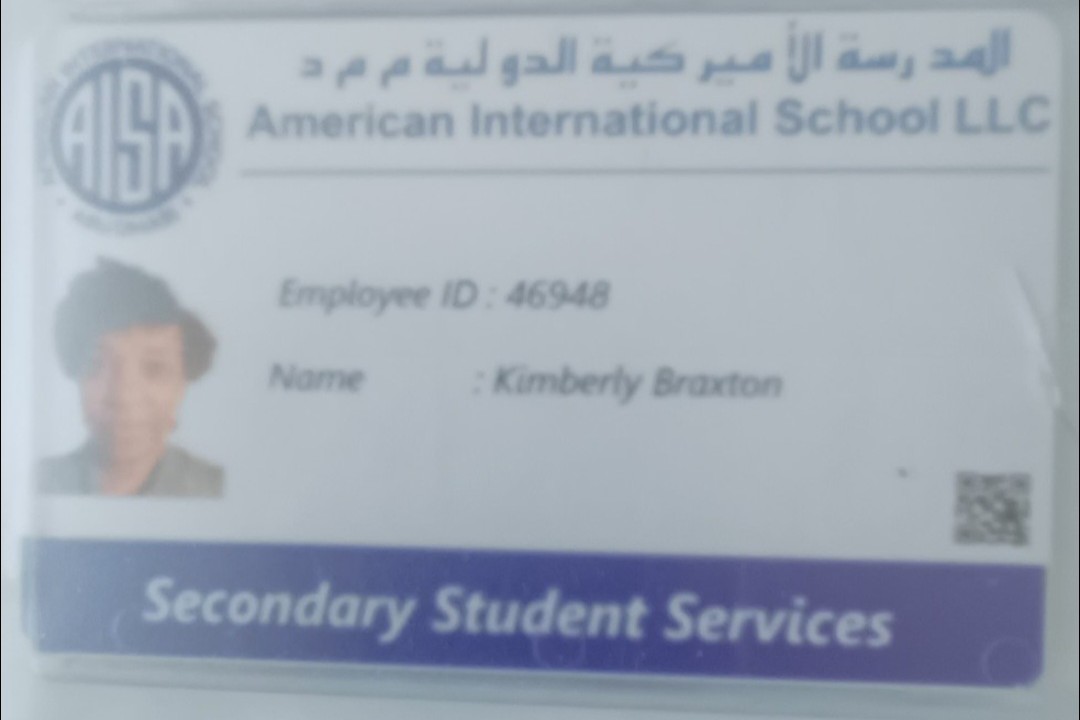 المدرسة الأميركية الدولية م م د
American International School LLC
AISA
Employee ID : 46948
Name : Kimberly Braxton
Secondary Student Services